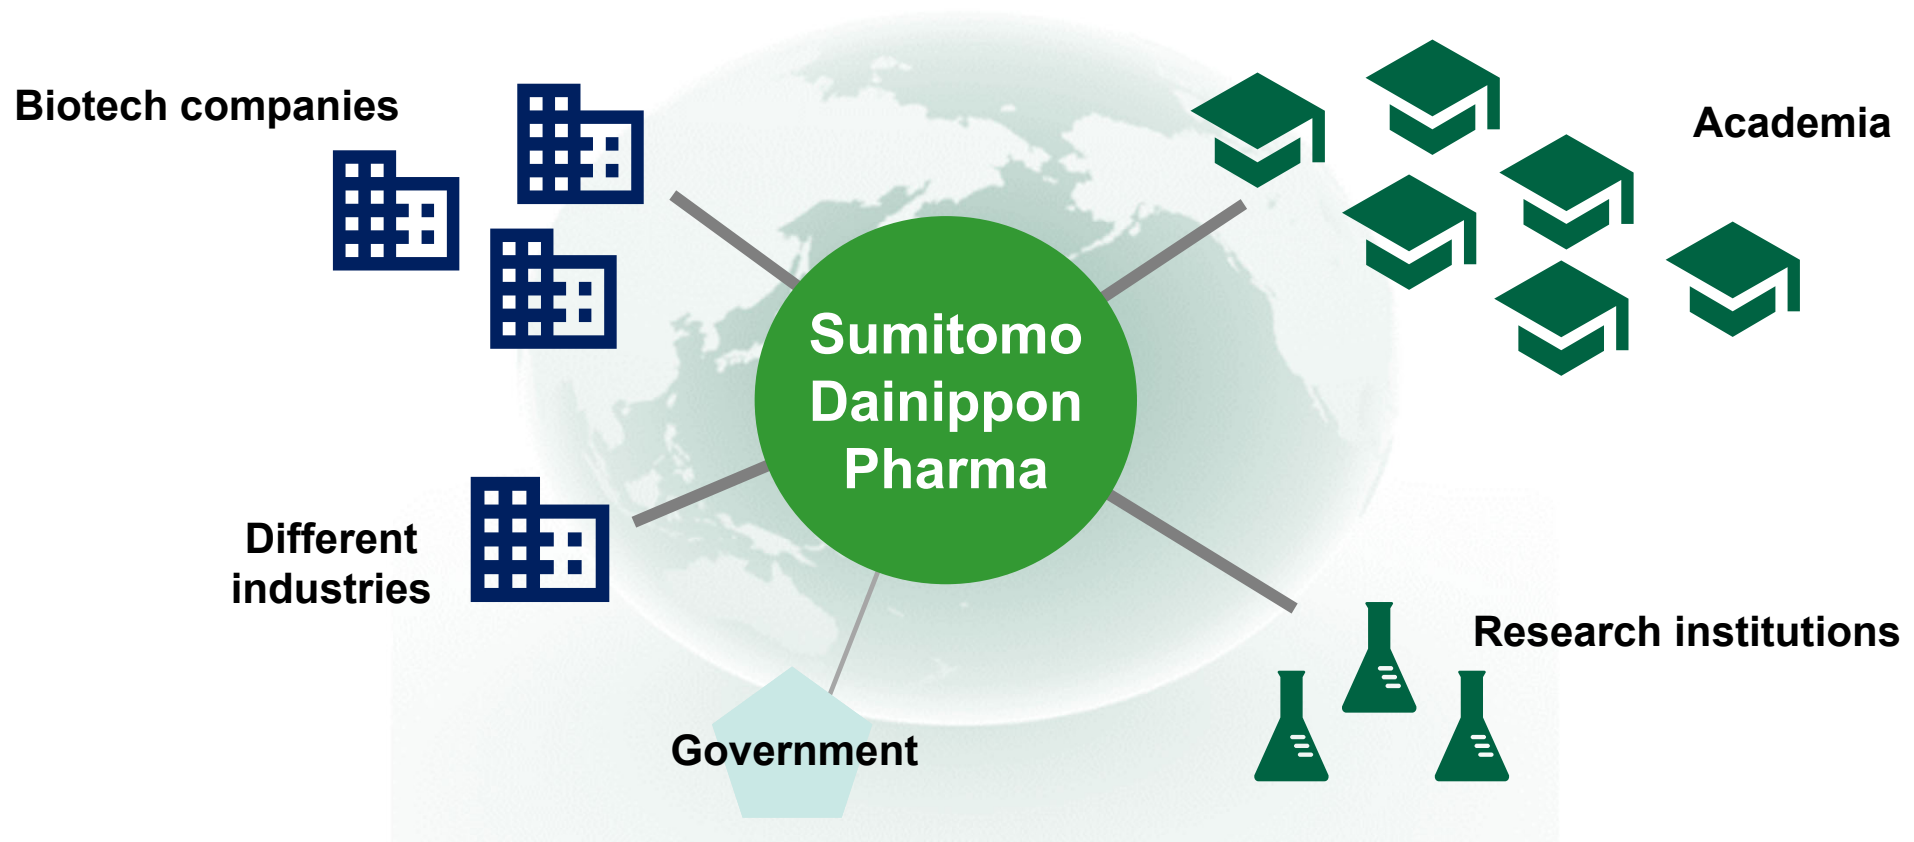 Biotech companies
Academia
Sumitomo
Dainippon
Pharma
Different
industries
Research institutions
Government